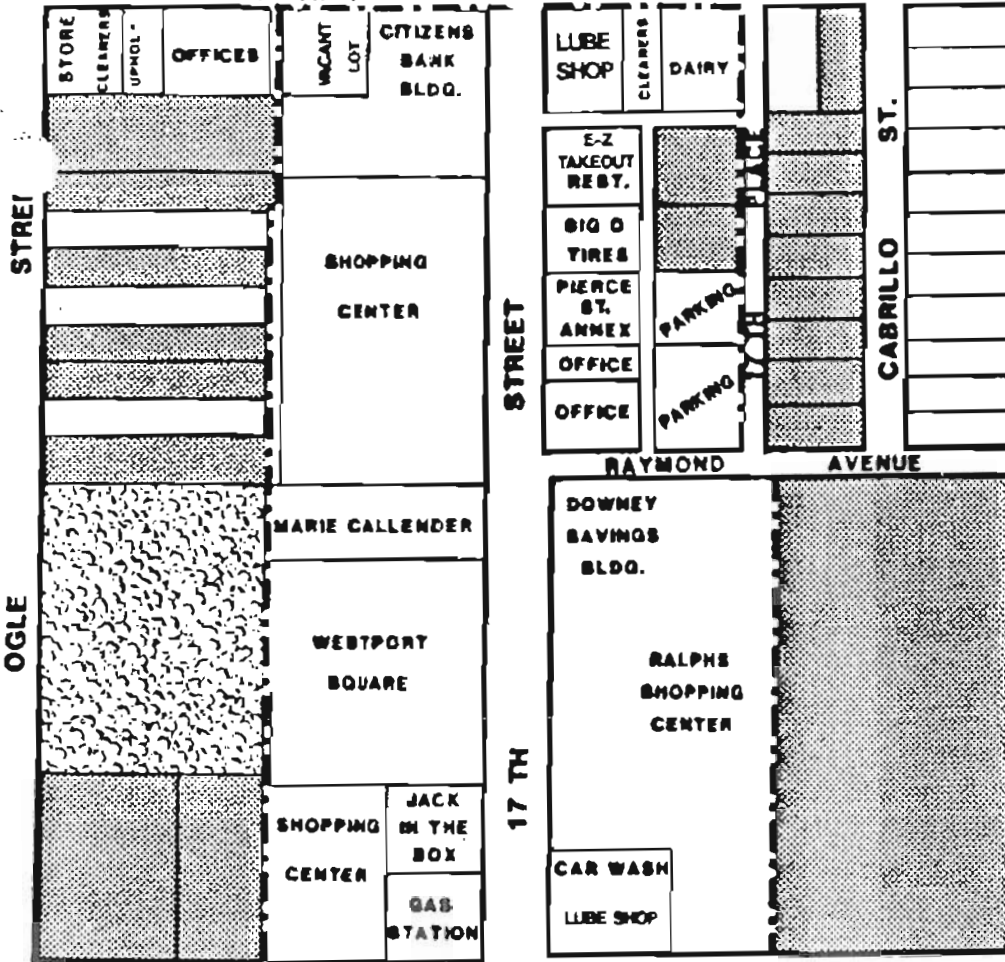 STORE
CLEANERS
UPHOL-
OFFICES
VACANT
LOT
CITIZENS
BANK
BLDG.
LUBE
SHOP
CLEANERS
DAIRY
ST.
CABRILLO
E-Z
TAKEOUT
REST.
PLACE
BIG O
TIRES
SHOPPING
CENTER
PIERCE
ST.
ANNEX
PARKING
STREET
OFFICE
OFFICE
PARKING
RAYMOND AVENUE
MARIE CALLENDER
DOWNEY
SAVINGS
BLDG.
OGLE
WESTPORT
SQUARE
RALPHS
SHOPPING
CENTER
17 TH
SHOPPING
CENTER
JACK
IN THE
BOX
GAS
STATION
CAR WASH
LUBE SHOP